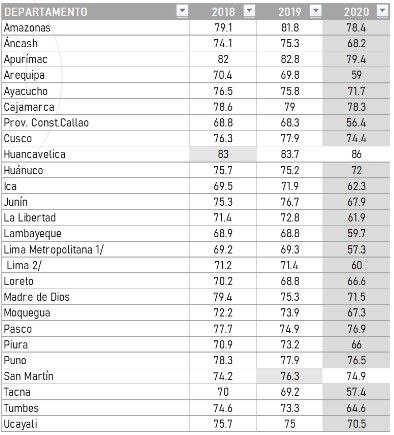 DEPARTAMENTO 2018 2019 2020
Amazonas 79.1 81.8 78.4
Áncash 74.1 75.3 68.2
Apurímac 82 82.8 79.4
Arequipa 70.4 69.8 59
Ayacucho 76.5 75.8 71.7
Cajamarca 78.6 79 78.3
Prov. Const.Callao 68.8 68.3 56.4
Cusco 76.3 77.9 74.4
Huancavelica 83 83.7 86
Huánuco 75.7 75.2 72
Ica 69.5 71.9 62.3
Junín 75.3 76.7 67.9
La Libertad 71.4 72.8 61.9
Lambayeque 68.9 68.8 59.7
Lima Metropolitana 1/ 69.2 69.3 57.3
Lima 2/ 71.2 71.4 60
Loreto 70.2 68.8 66.6
Madre de Dios 79.4 75.3 71.5
Moquegua 72.2 73.9 67.3
Pasco 77.7 74.9 76.9
Piura 70.9 73.2 66
Puno 78.3 77.9 76.5
San Martín 74.2 76.3 74.9
Tacna 70 69.2 57.4
Tumbes 74.6 73.3 64.6
Ucayali 75.7 75 70.5